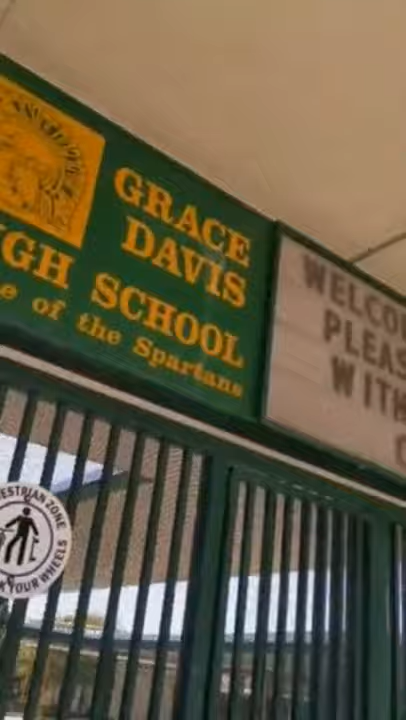 GRACE
DAVIS
GH SCHOOL
e of the Spartans
WELCO
PLEAS
WITH
C
ESTRIAN ZONE
K YOUR WHEELS